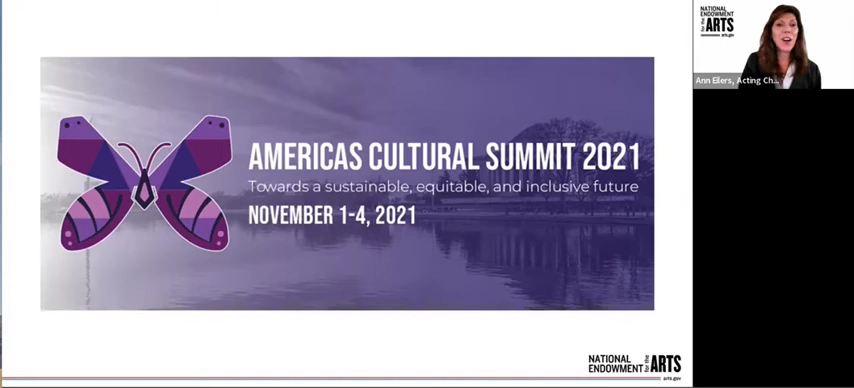 AMERICAS CULTURAL SUMMIT 2021
Towards a sustainable, equitable, and inclusive future
NOVEMBER 1-4, 2021
NATIONAL
ENDOWMENT
for the
ARTS
arts.gov
NATIONAL
ENDOWMENT
for the
ARTS
arts.gov
Ann Eilers, Acting Ch...